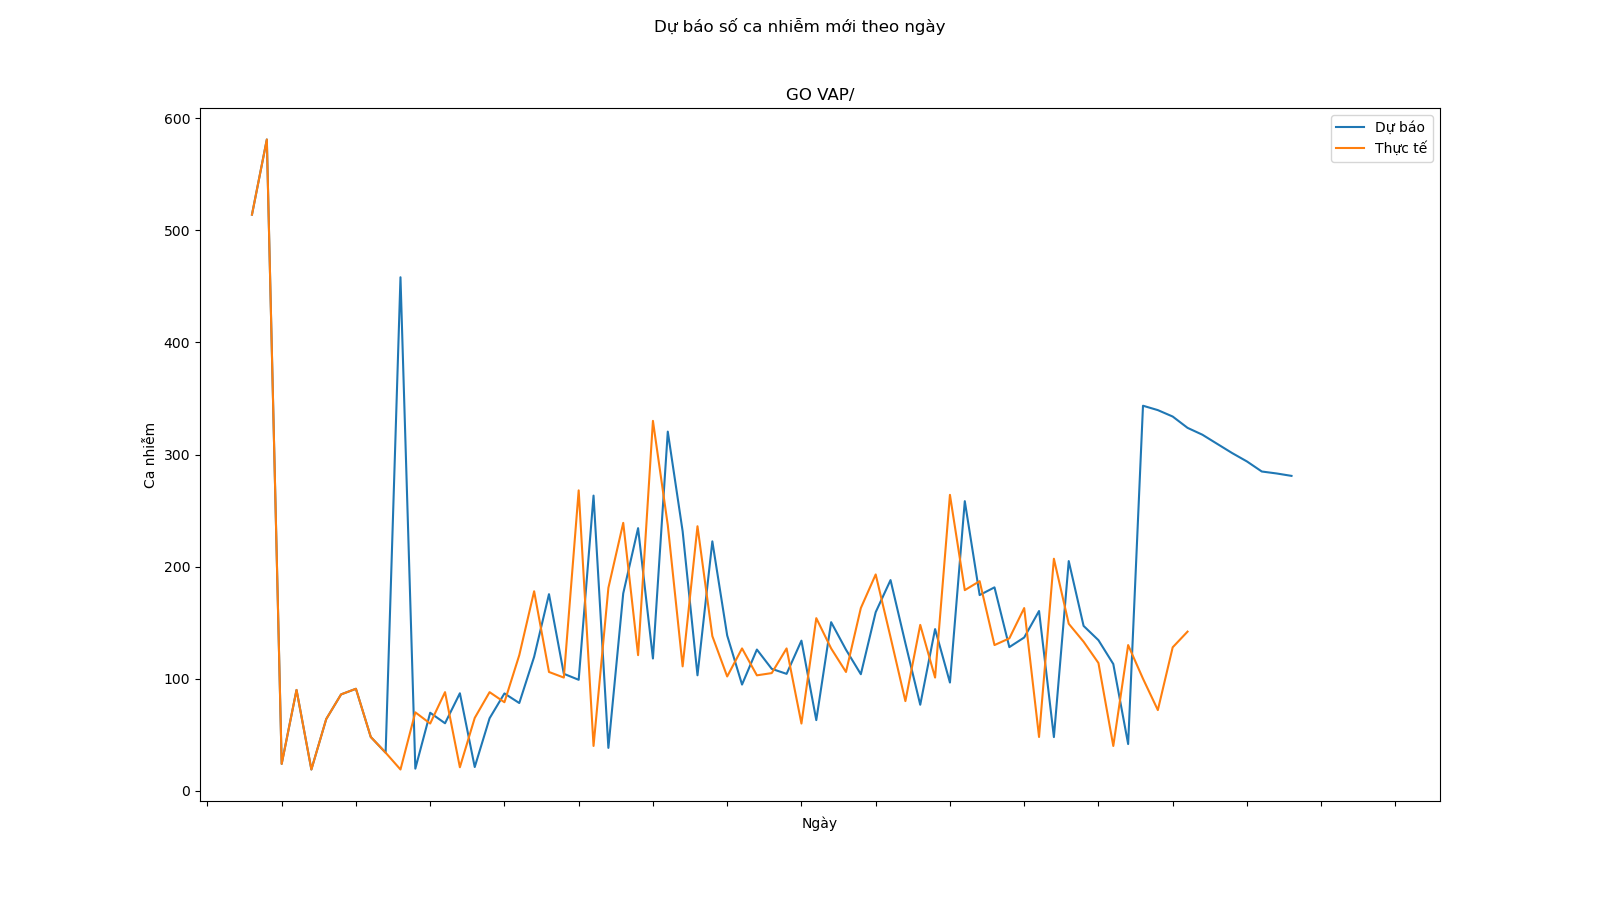 Dự báo số ca nhiễm mới theo ngày
GO VAP/
Dự báo
Thực tế
600
500
400
300
200
100
0
Ca nhiễm
Ngày